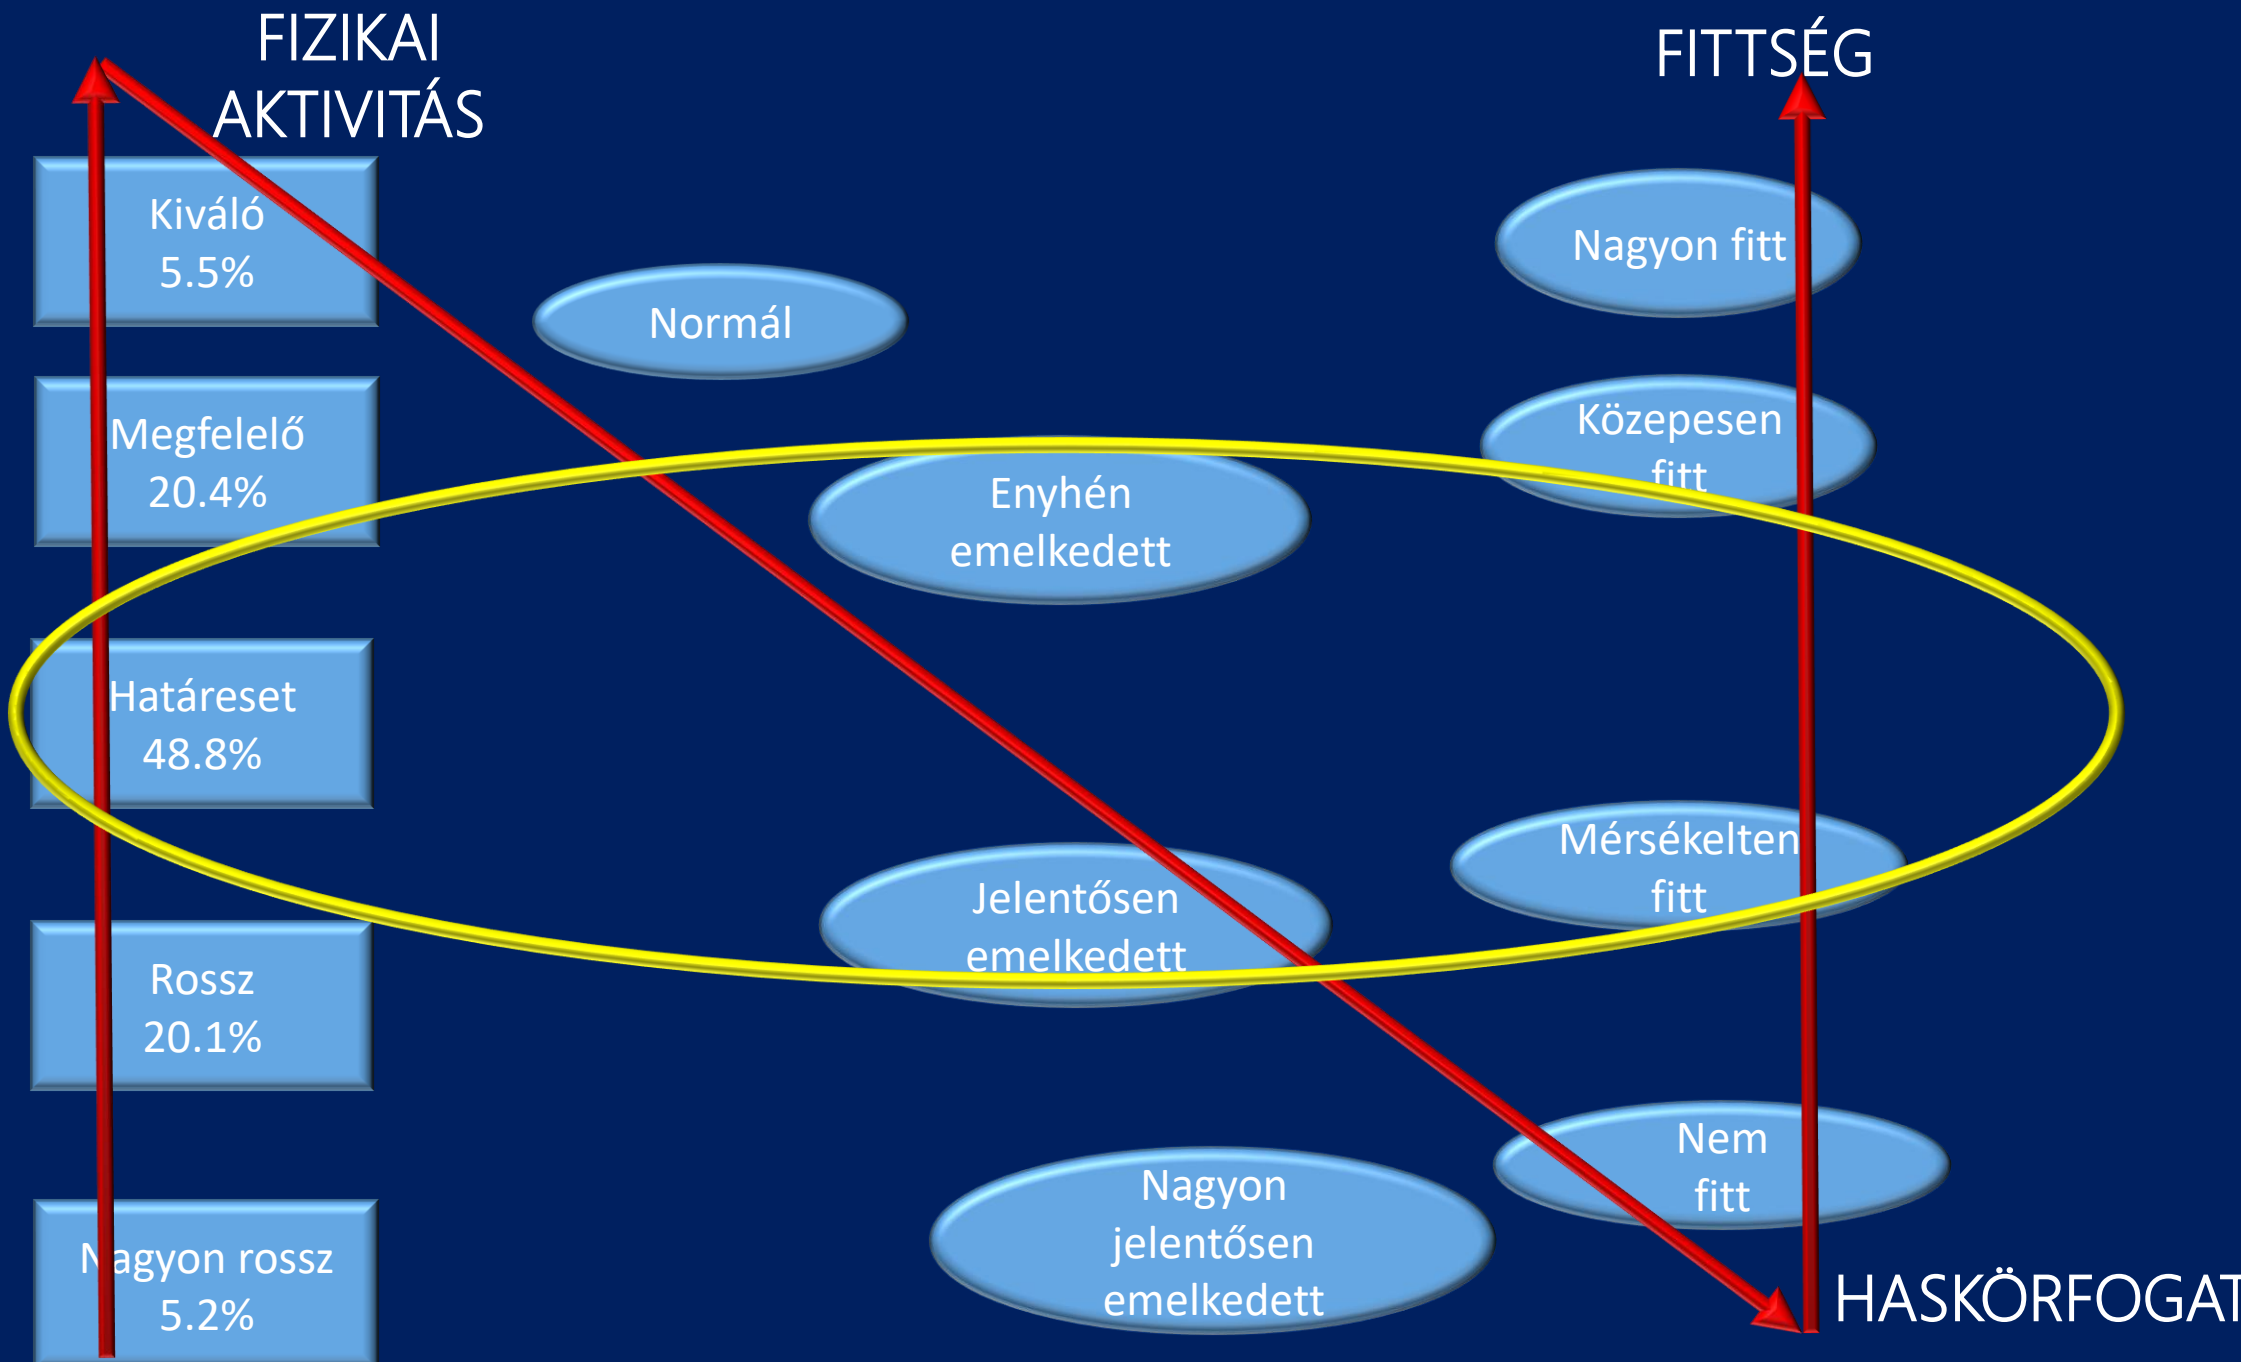 FIZIKAI
AKTIVITÁS
FITTSÉG
Kiváló
5.5%
Megfelelő
20.4%
Határeset
48.8%
Rossz
20.1%
Nagyon rossz
5.2%
Normál
Enyhén
emelkedett
Jelentősen
emelkedett
Nagyon
jelentősen
emelkedett
Nagyon fitt
Közepesen
fitt
Mérsékelten
fitt
Nem
fitt
HASKÖRFOGAT